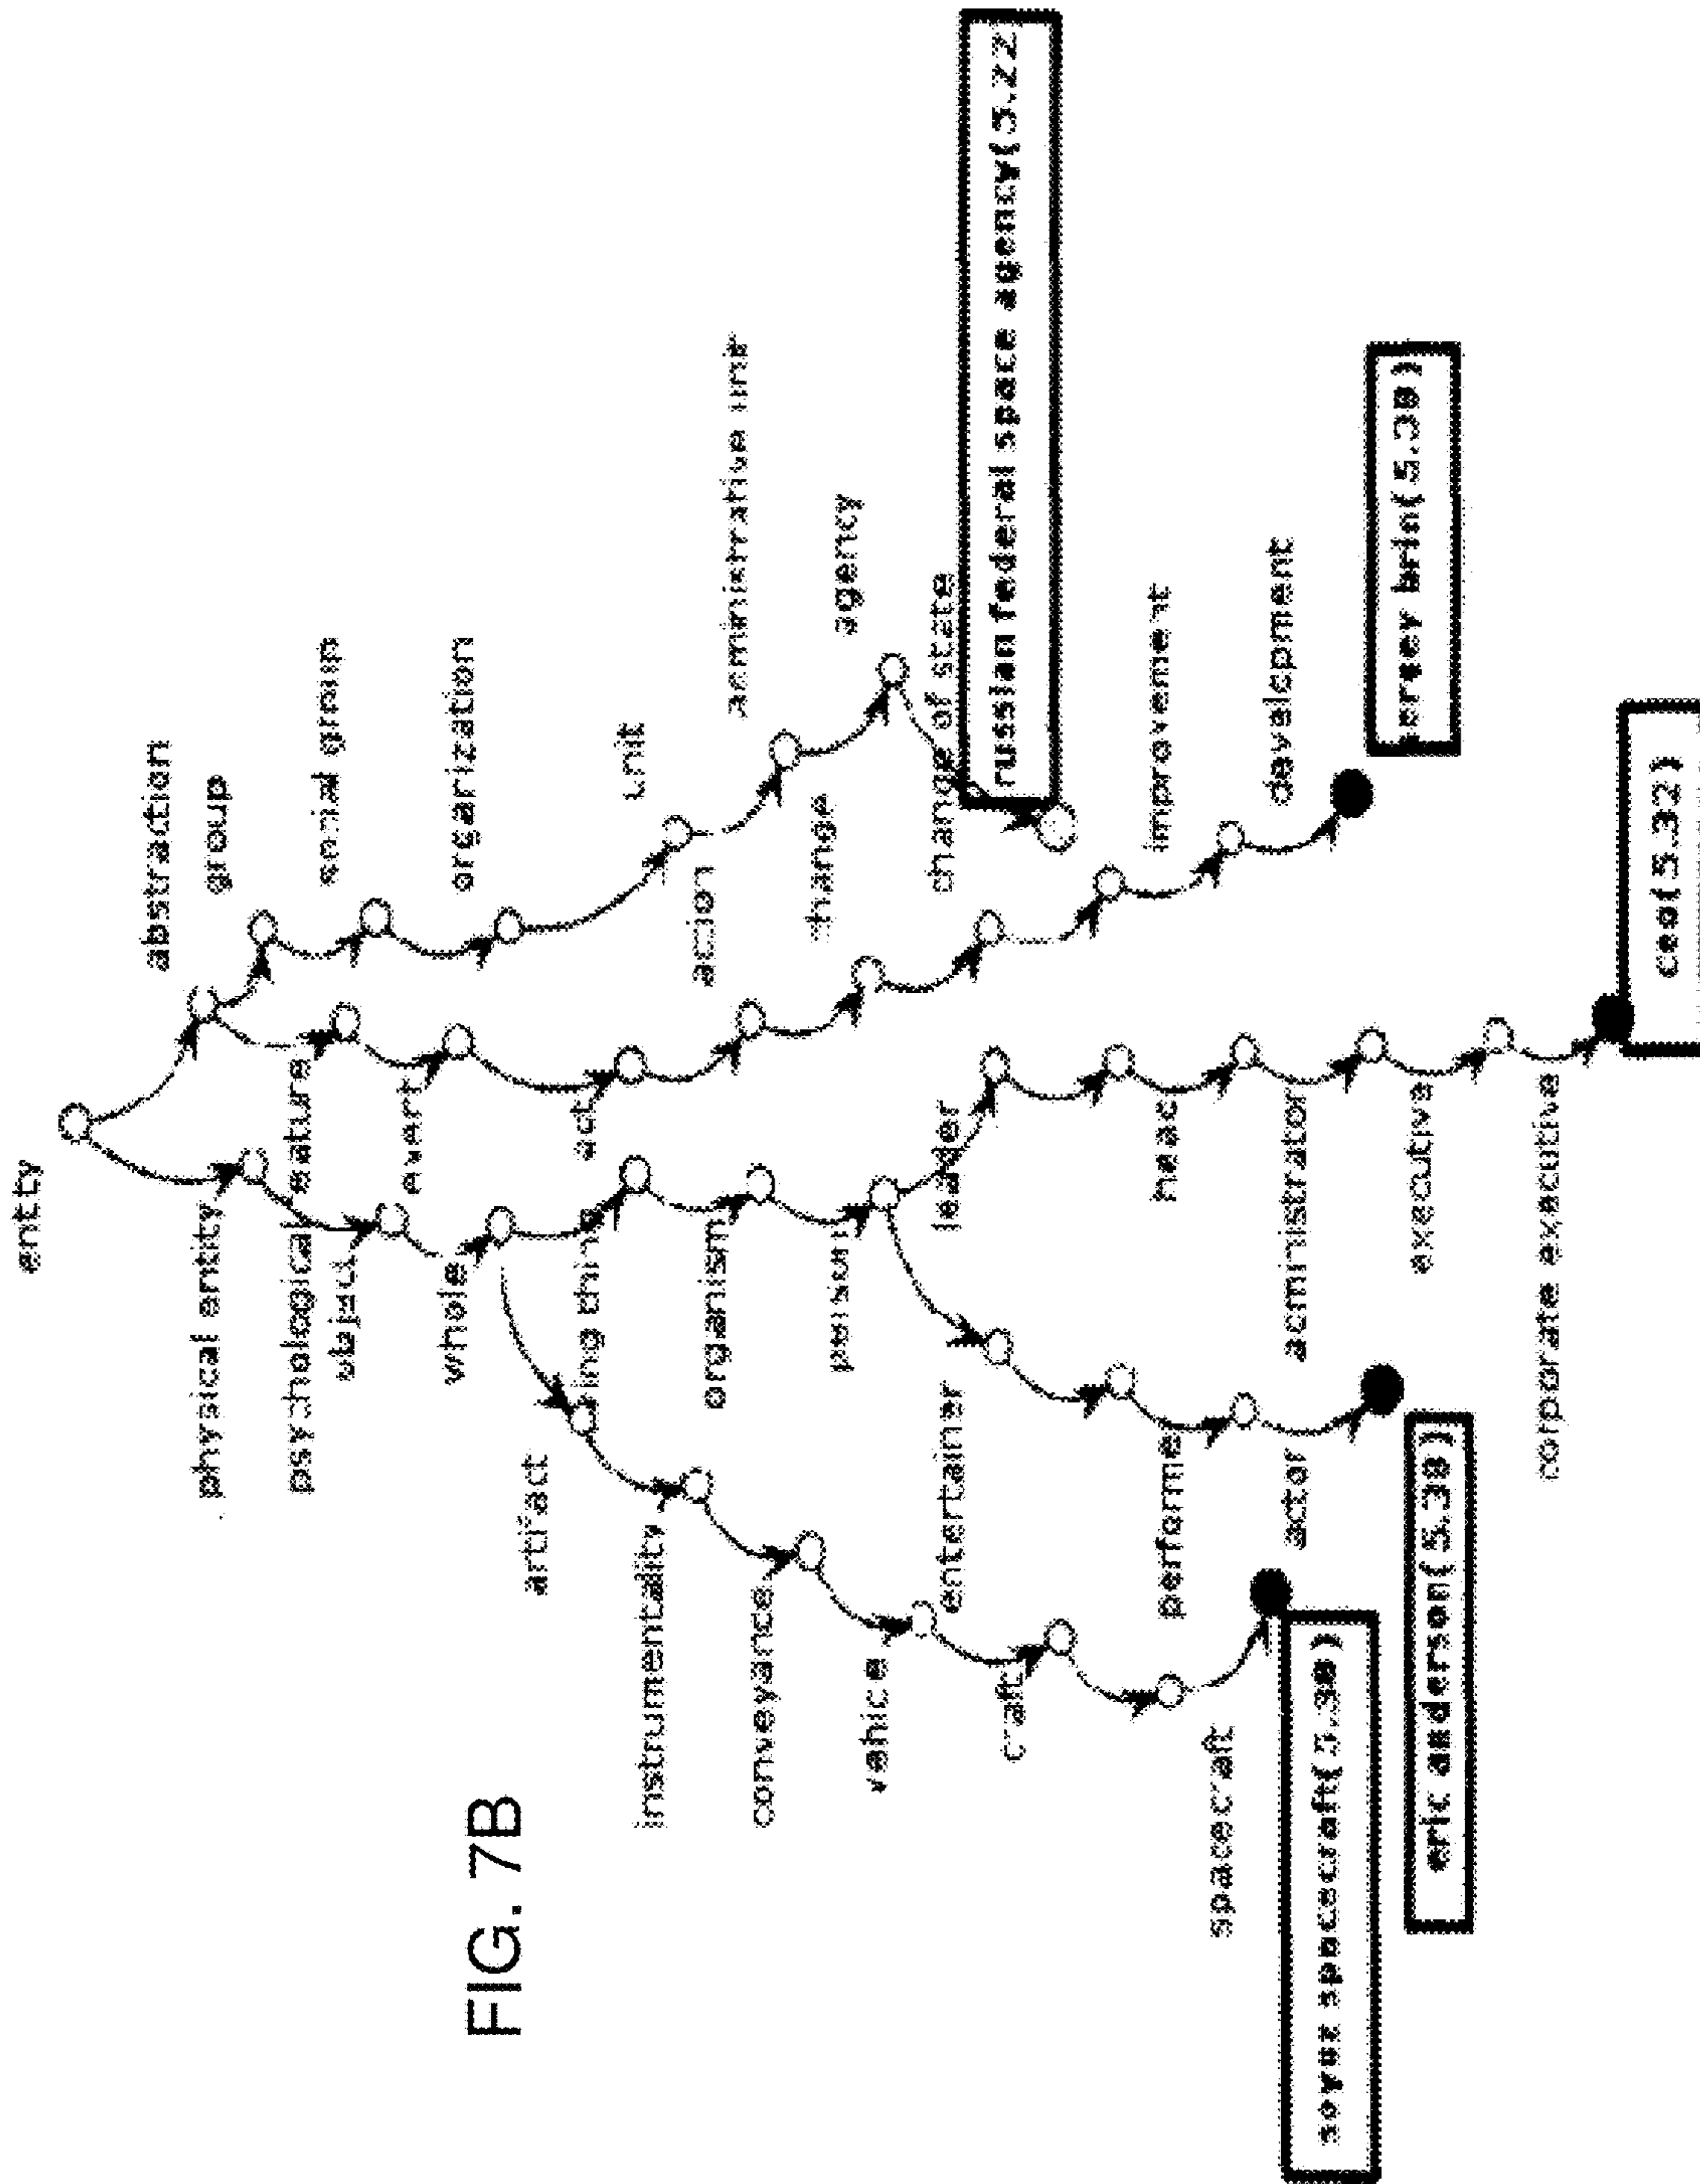 FIG. 7B
entity
abstraction
physical entity
group
psychological feature
object
social group
event
whole
organization
artifact
act
living thing
unit
instrumentality
action
organism
administrative unit
conveyance
change
person
agency
vehicle
entertainer
leader
change of state
russian federal space agency(5.22
craft
performer
head
improvement
spacecraft
actor
administrator
development
soyuz spacecraft(5.38)
eric anderson(5.38)
executive
sergey brin(5.38)
corporate executive
ceo(5.32)